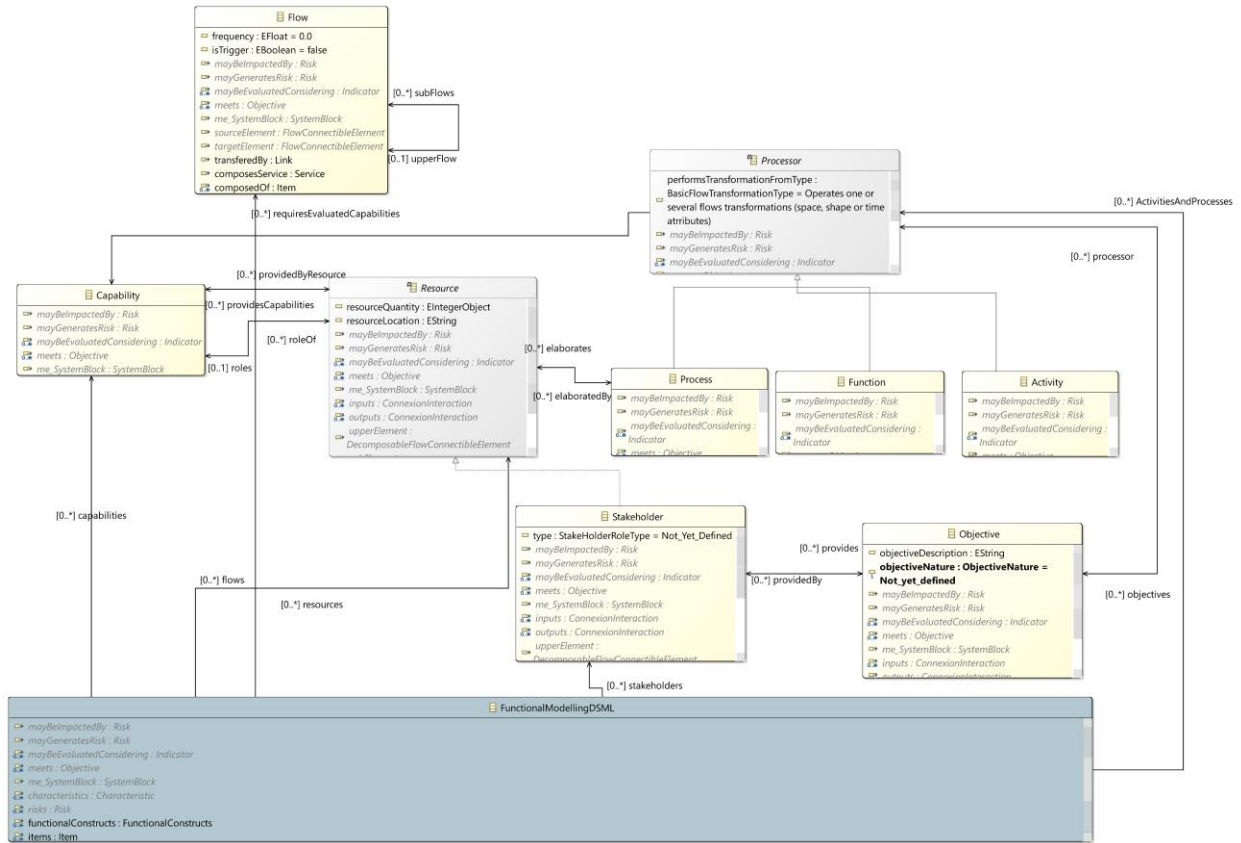 Flow
frequency : EFloat = 0.0
isTrigger : EBoolean = false
mayBeImpactedBy : Risk
mayGeneratesRisk : Risk
mayBeEvaluatedConsidering : Indicator
meets : Objective
me_SystemBlock : SystemBlock
sourceElement : FlowConnectibleElement
targetElement : FlowConnectibleElement
transferedBy : Link
composesService : Service
composedOf : Item
[0..*] subFlows
[0..1] upperFlow
Processor
performsTransformationFromType :
BasicFlowTransformationType = Operates one or
several flows transformations (space, shape or time
atrributes)
mayBeImpactedBy : Risk
mayGeneratesRisk : Risk
mayBeEvaluatedConsidering : Indicator
[0..*] ActivitiesAndProcesses
[0..*] requiresEvaluatedCapabilities
[0..*] processor
[0..*] providedByResource
Capability
mayBeImpactedBy : Risk
mayGeneratesRisk : Risk
mayBeEvaluatedConsidering : Indicator
meets : Objective
me_SystemBlock : SystemBlock
[0..*] providesCapabilities
[0..*] roleOf
[0..1] roles
Resource
resourceQuantity : EIntegerObject
resourceLocation : EString
mayBeImpactedBy : Risk
mayGeneratesRisk : Risk
mayBeEvaluatedConsidering : Indicator
meets : Objective
me_SystemBlock : SystemBlock
inputs : ConnexionInteraction
outputs : ConnexionInteraction
upperElement :
DecomposableFlowConnectibleElement
[0..*] elaborates
[0..*] elaboratedBy
Process
mayBeImpactedBy : Risk
mayGeneratesRisk : Risk
mayBeEvaluatedConsidering :
Indicator
meets : Objective
Function
mayBeImpactedBy : Risk
mayGeneratesRisk : Risk
mayBeEvaluatedConsidering :
Indicator
Activity
mayBeImpactedBy : Risk
mayGeneratesRisk : Risk
mayBeEvaluatedConsidering :
Indicator
meets : Objective
[0..*] capabilities
Stakeholder
type : StakeHolderRoleType = Not_Yet_Defined
mayBeImpactedBy : Risk
mayGeneratesRisk : Risk
mayBeEvaluatedConsidering : Indicator
meets : Objective
me_SystemBlock : SystemBlock
inputs : ConnexionInteraction
outputs : ConnexionInteraction
upperElement :
DecomposableFlowConnectibleElement
[0..*] provides
[0..*] providedBy
Objective
objectiveDescription : EString
objectiveNature : ObjectiveNature =
Not_yet_defined
mayBeImpactedBy : Risk
mayGeneratesRisk : Risk
mayBeEvaluatedConsidering : Indicator
meets : Objective
me_SystemBlock : SystemBlock
inputs : ConnexionInteraction
outputs : ConnexionInteraction
[0..*] objectives
[0..*] flows
[0..*] resources
[0..*] stakeholders
FunctionalModellingDSML
mayBeImpactedBy : Risk
mayGeneratesRisk : Risk
mayBeEvaluatedConsidering : Indicator
meets : Objective
me_SystemBlock : SystemBlock
characteristics : Characteristic
risks : Risk
functionalConstructs : FunctionalConstructs
items : Item